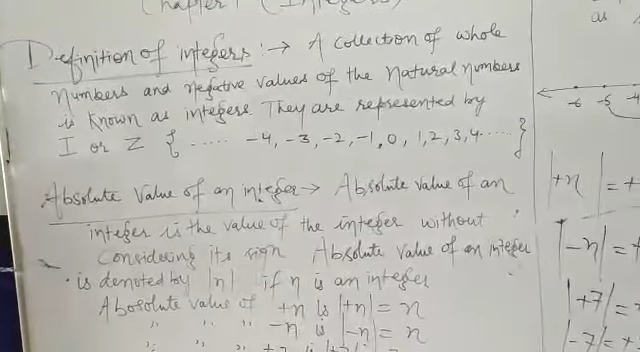 Chapter 1 (Integers)
Definition of integers :→ A collection of whole
numbers and negative values of the natural numbers
is known as integers. They are represented by
I or Z { ..... -4, -3, -2, -1, 0, 1, 2, 3, 4 ..... }
Absolute value of an integer → Absolute value of an
integer is the value of the integer without
considering its sign Absolute value of an integer
is denoted by |n| if n is an integer
Absolute value of +n is |+n| = n
" " " -n is |-n| = n
as
-6 -5 -4
|+n| = +
|-n| = +
|+7| = +
|-7| = +